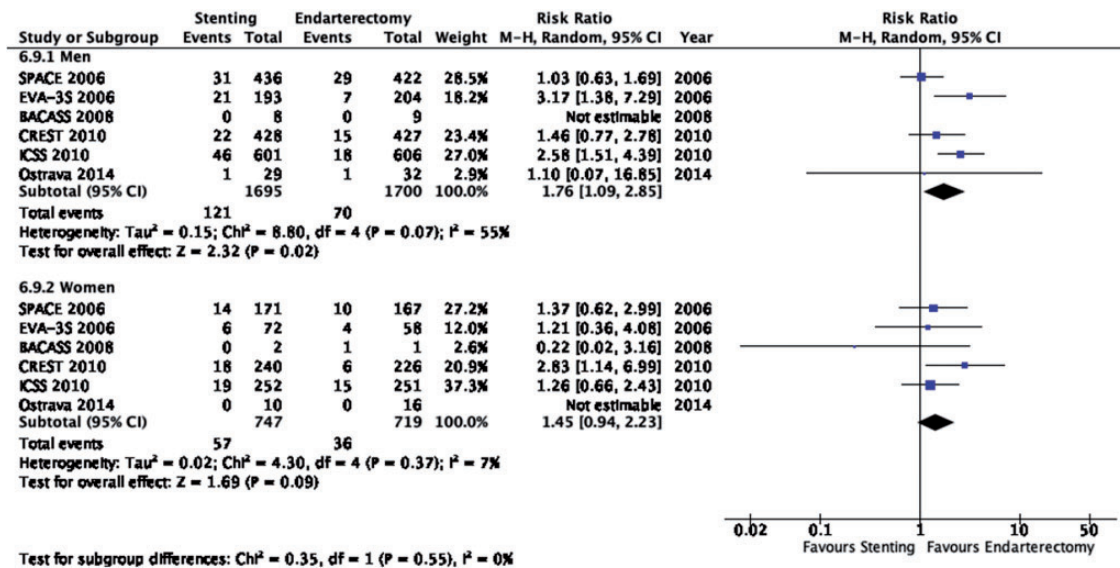 Stenting Endarterectomy Risk Ratio Risk Ratio
Study or Subgroup Events Total Events Total Weight M-H, Random, 95% CI Year M-H, Random, 95% CI
6.9.1 Men
SPACE 2006 31 436 29 422 28.5% 1.03 [0.63, 1.69] 2006
EVA-3S 2006 21 193 7 204 18.2% 3.17 [1.38, 7.29] 2006
BACASS 2008 0 8 0 9 Not estimable 2008
CREST 2010 22 428 15 427 23.4% 1.46 [0.77, 2.78] 2010
ICSS 2010 46 601 18 606 27.0% 2.58 [1.51, 4.39] 2010
Ostrava 2014 1 29 1 32 2.9% 1.10 [0.07, 16.85] 2014
Subtotal (95% CI) 1695 1700 100.0% 1.76 [1.09, 2.85]
Total events 121 70
Heterogeneity: Tau² = 0.15; Chi² = 8.80, df = 4 (P = 0.07); I² = 55%
Test for overall effect: Z = 2.32 (P = 0.02)
6.9.2 Women
SPACE 2006 14 171 10 167 27.2% 1.37 [0.62, 2.99] 2006
EVA-3S 2006 6 72 4 58 12.0% 1.21 [0.36, 4.08] 2006
BACASS 2008 0 2 1 1 2.6% 0.22 [0.02, 3.16] 2008
CREST 2010 18 240 6 226 20.9% 2.83 [1.14, 6.99] 2010
ICSS 2010 19 252 15 251 37.3% 1.26 [0.66, 2.43] 2010
Ostrava 2014 0 10 0 16 Not estimable 2014
Subtotal (95% CI) 747 719 100.0% 1.45 [0.94, 2.23]
Total events 57 36
Heterogeneity: Tau² = 0.02; Chi² = 4.30, df = 4 (P = 0.37); I² = 7%
Test for overall effect: Z = 1.69 (P = 0.09)
0.02 0.1 1 10 50
Favours Stenting Favours Endarterectomy
Test for subgroup differences: Chi² = 0.35, df = 1 (P = 0.55), I² = 0%